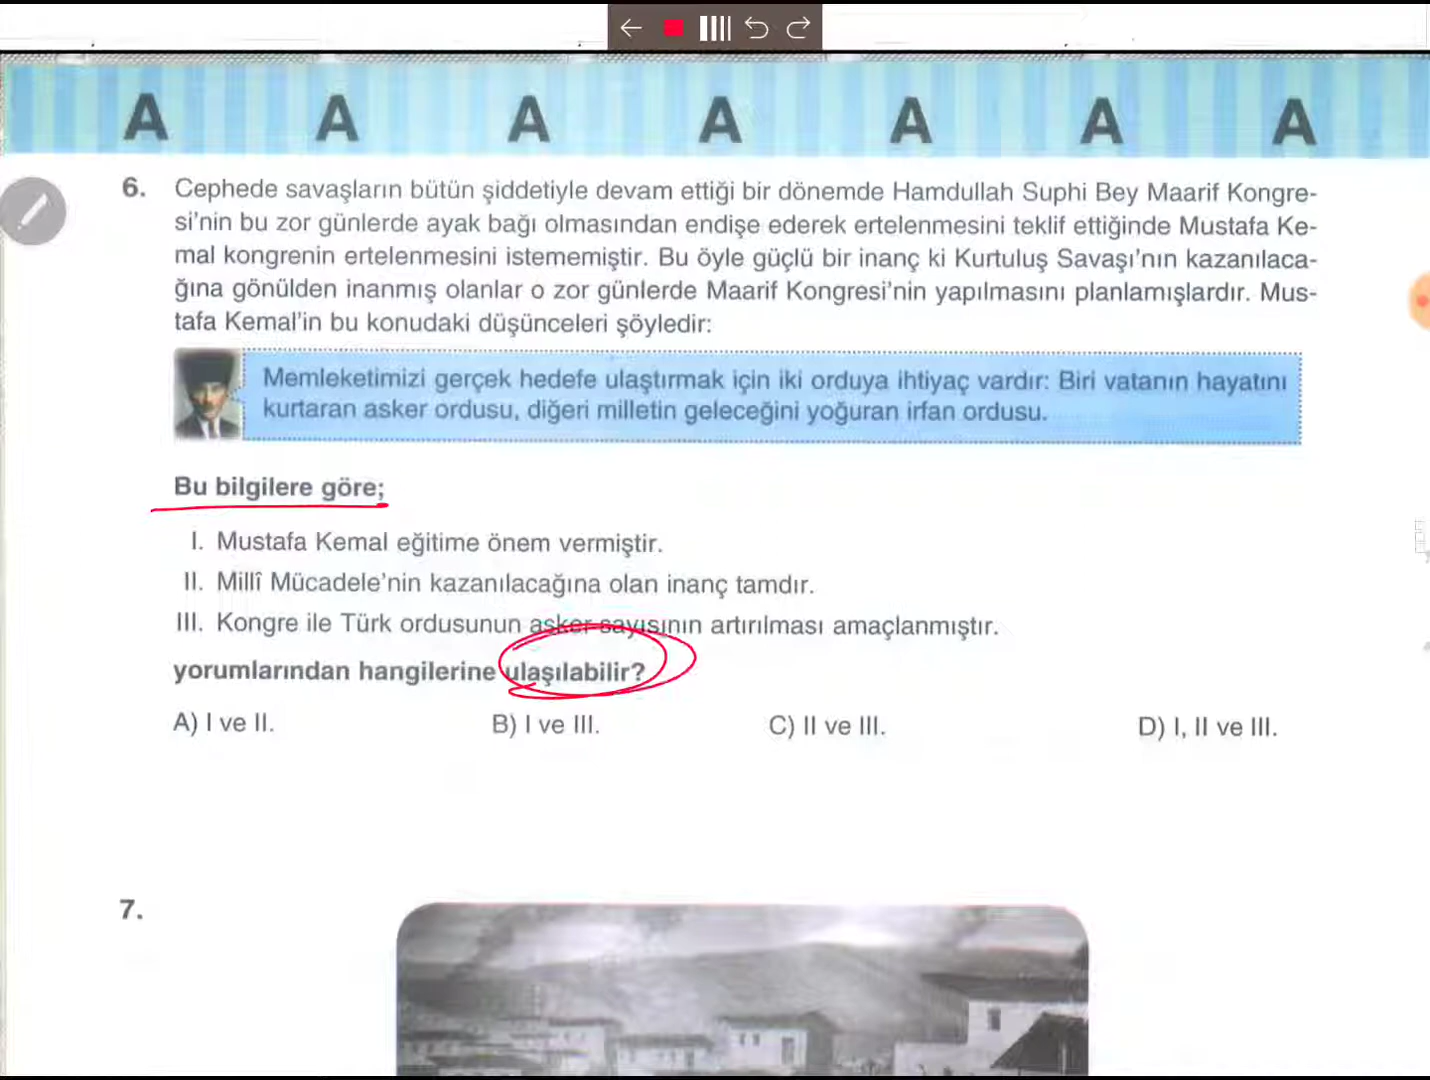 A A A A A A A
6. Cephede savaşların bütün şiddetiyle devam ettiği bir dönemde Hamdullah Suphi Bey Maarif Kongre-
si'nin bu zor günlerde ayak bağı olmasından endişe ederek ertelenmesini teklif ettiğinde Mustafa Ke-
mal kongrenin ertelenmesini istememiştir. Bu öyle güçlü bir inanç ki Kurtuluş Savaşı'nın kazanılaca-
ğına gönülden inanmış olanlar o zor günlerde Maarif Kongresi'nin yapılmasını planlamışlardır. Mus-
tafa Kemal'in bu konudaki düşünceleri şöyledir:
Memleketimizi gerçek hedefe ulaştırmak için iki orduya ihtiyaç vardır: Biri vatanın hayatını
kurtaran asker ordusu, diğeri milletin geleceğini yoğuran irfan ordusu.
Bu bilgilere göre;
I. Mustafa Kemal eğitime önem vermiştir.
II. Millî Mücadele'nin kazanılacağına olan inanç tamdır.
III. Kongre ile Türk ordusunun asker sayısının artırılması amaçlanmıştır.
yorumlarından hangilerine ulaşılabilir?
A) I ve II. B) I ve III. C) II ve III. D) I, II ve III.
7.